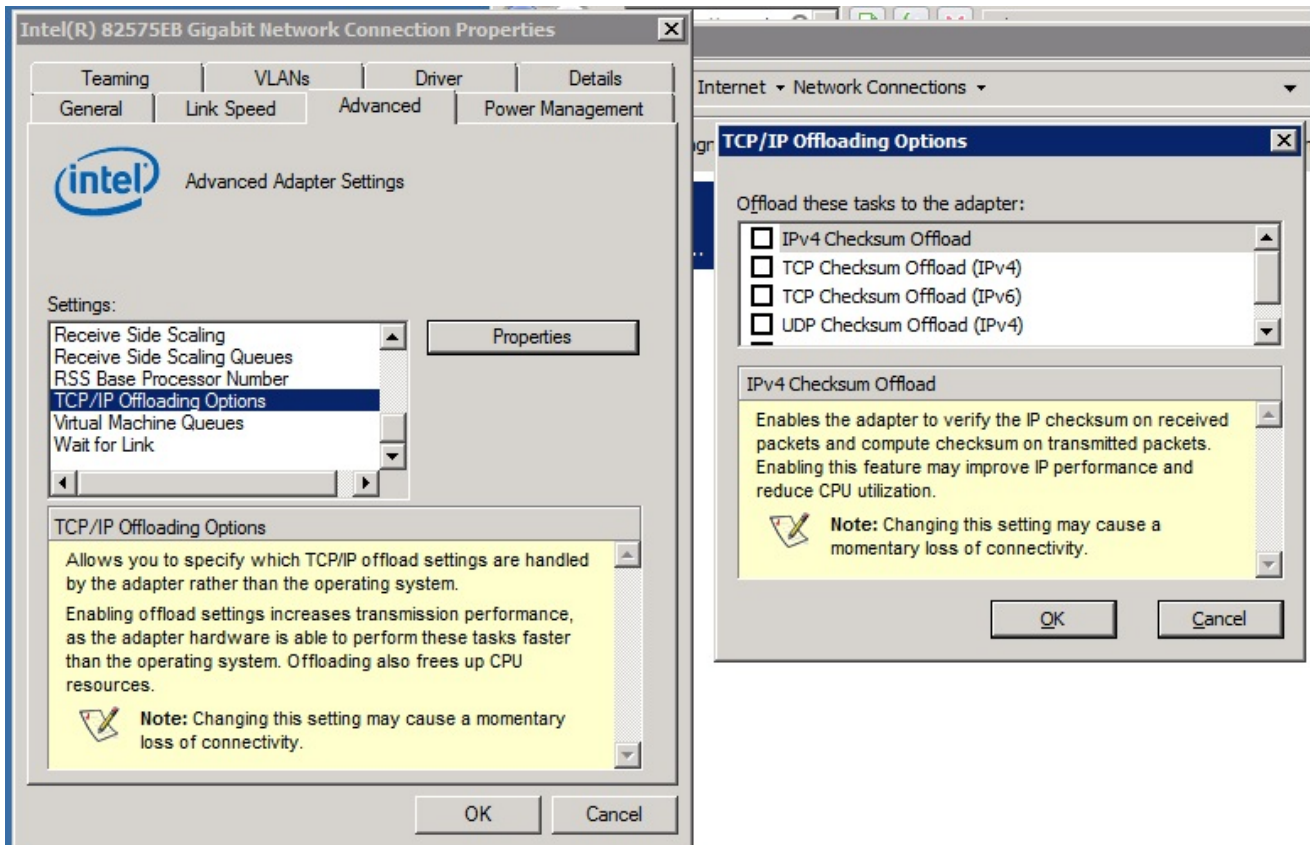 Intel(R) 82575EB Gigabit Network Connection Properties
Teaming
VLANs
Driver
Details
General
Link Speed
Advanced
Power Management
intel
Advanced Adapter Settings
Settings:
Receive Side Scaling
Receive Side Scaling Queues
RSS Base Processor Number
TCP/IP Offloading Options
Virtual Machine Queues
Wait for Link
Properties
TCP/IP Offloading Options
Allows you to specify which TCP/IP offload settings are handled
by the adapter rather than the operating system.
Enabling offload settings increases transmission performance,
as the adapter hardware is able to perform these tasks faster
than the operating system. Offloading also frees up CPU
resources.
Note: Changing this setting may cause a momentary
loss of connectivity.
OK
Cancel
Internet
Network Connections
TCP/IP Offloading Options
Offload these tasks to the adapter:
IPv4 Checksum Offload
TCP Checksum Offload (IPv4)
TCP Checksum Offload (IPv6)
UDP Checksum Offload (IPv4)
IPv4 Checksum Offload
Enables the adapter to verify the IP checksum on received
packets and compute checksum on transmitted packets.
Enabling this feature may improve IP performance and
reduce CPU utilization.
Note: Changing this setting may cause a
momentary loss of connectivity.
OK
Cancel